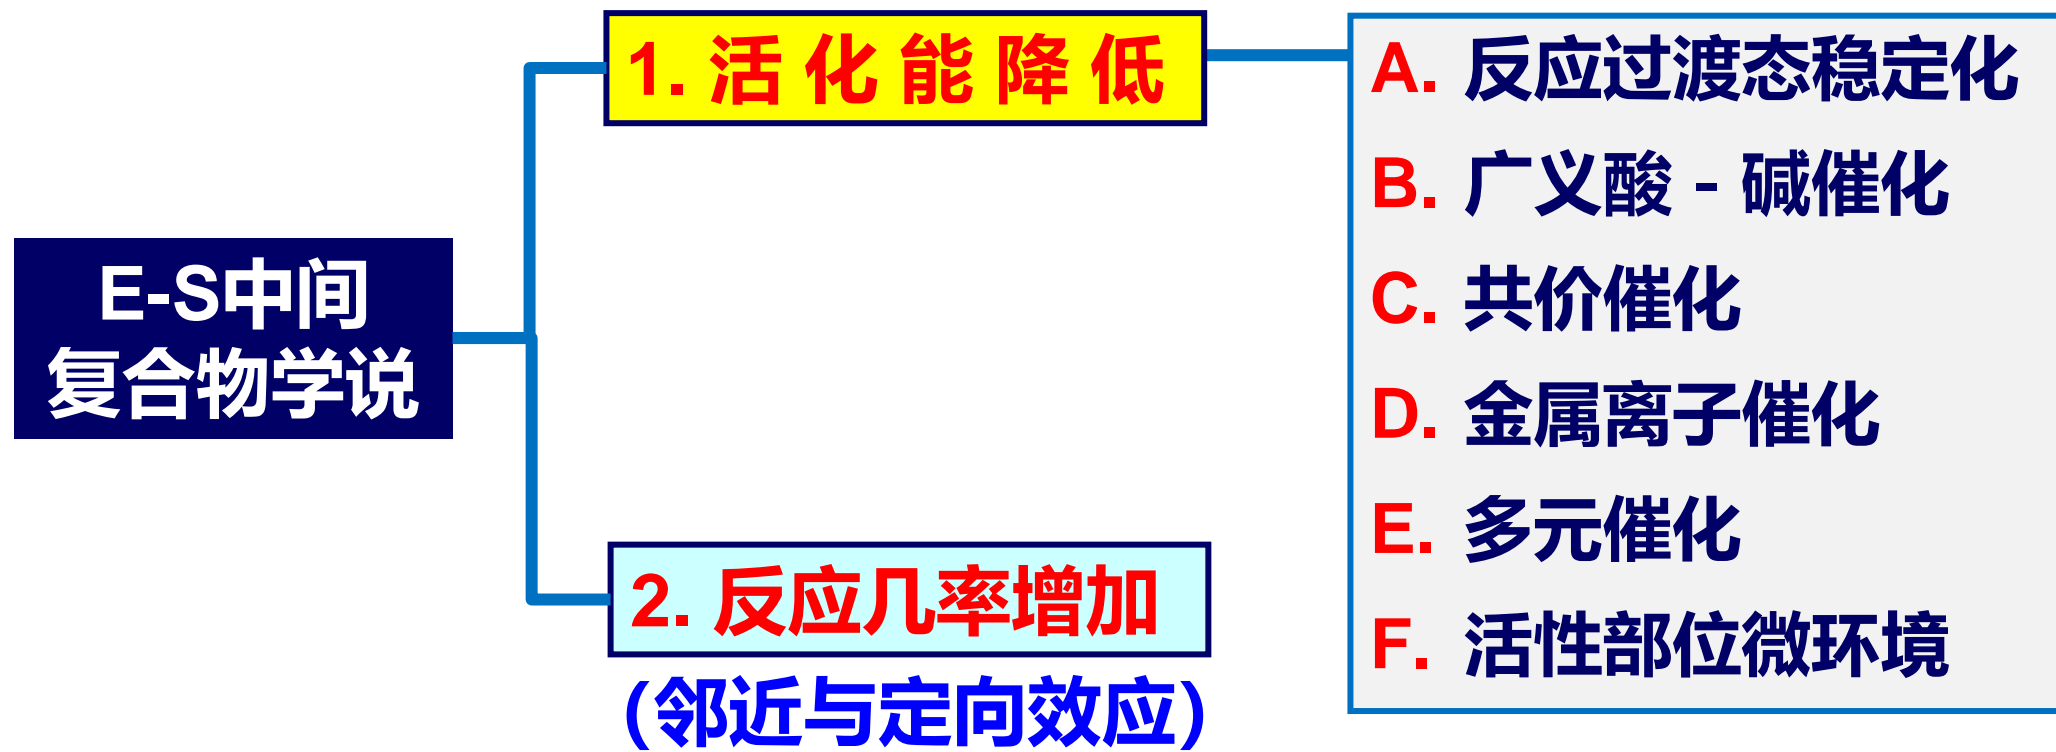 E-S中间
复合物学说
1. 活化能降低
2. 反应几率增加
(邻近与定向效应)
A. 反应过渡态稳定化
B. 广义酸 - 碱催化
C. 共价催化
D. 金属离子催化
E. 多元催化
F. 活性部位微环境